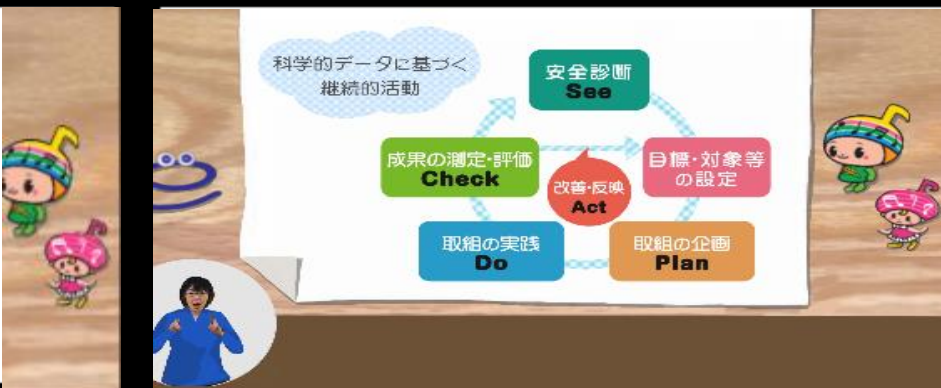 科学的データに基づく
継続的活動
安全診断
See
成果の測定・評価
Check
目標・対象等
の設定
改善・反映
Act
取組の実践
Do
取組の企画
Plan